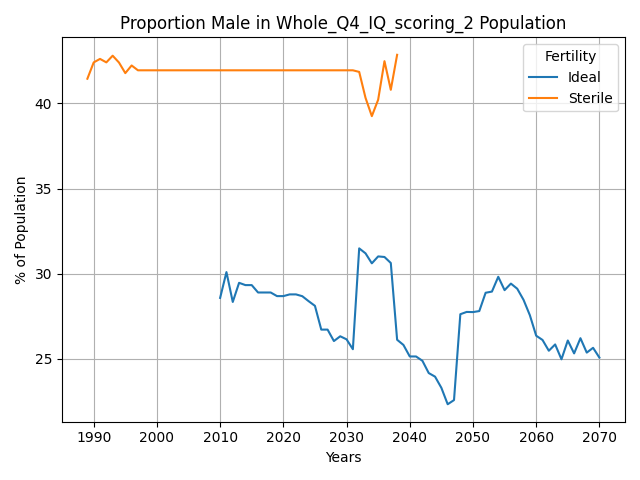 Proportion Male in Whole_Q4_IQ_scoring_2 Population
Fertility
Ideal
Sterile
% of Population
40
35
30
25
1990 2000 2010 2020 2030 2040 2050 2060 2070
Years